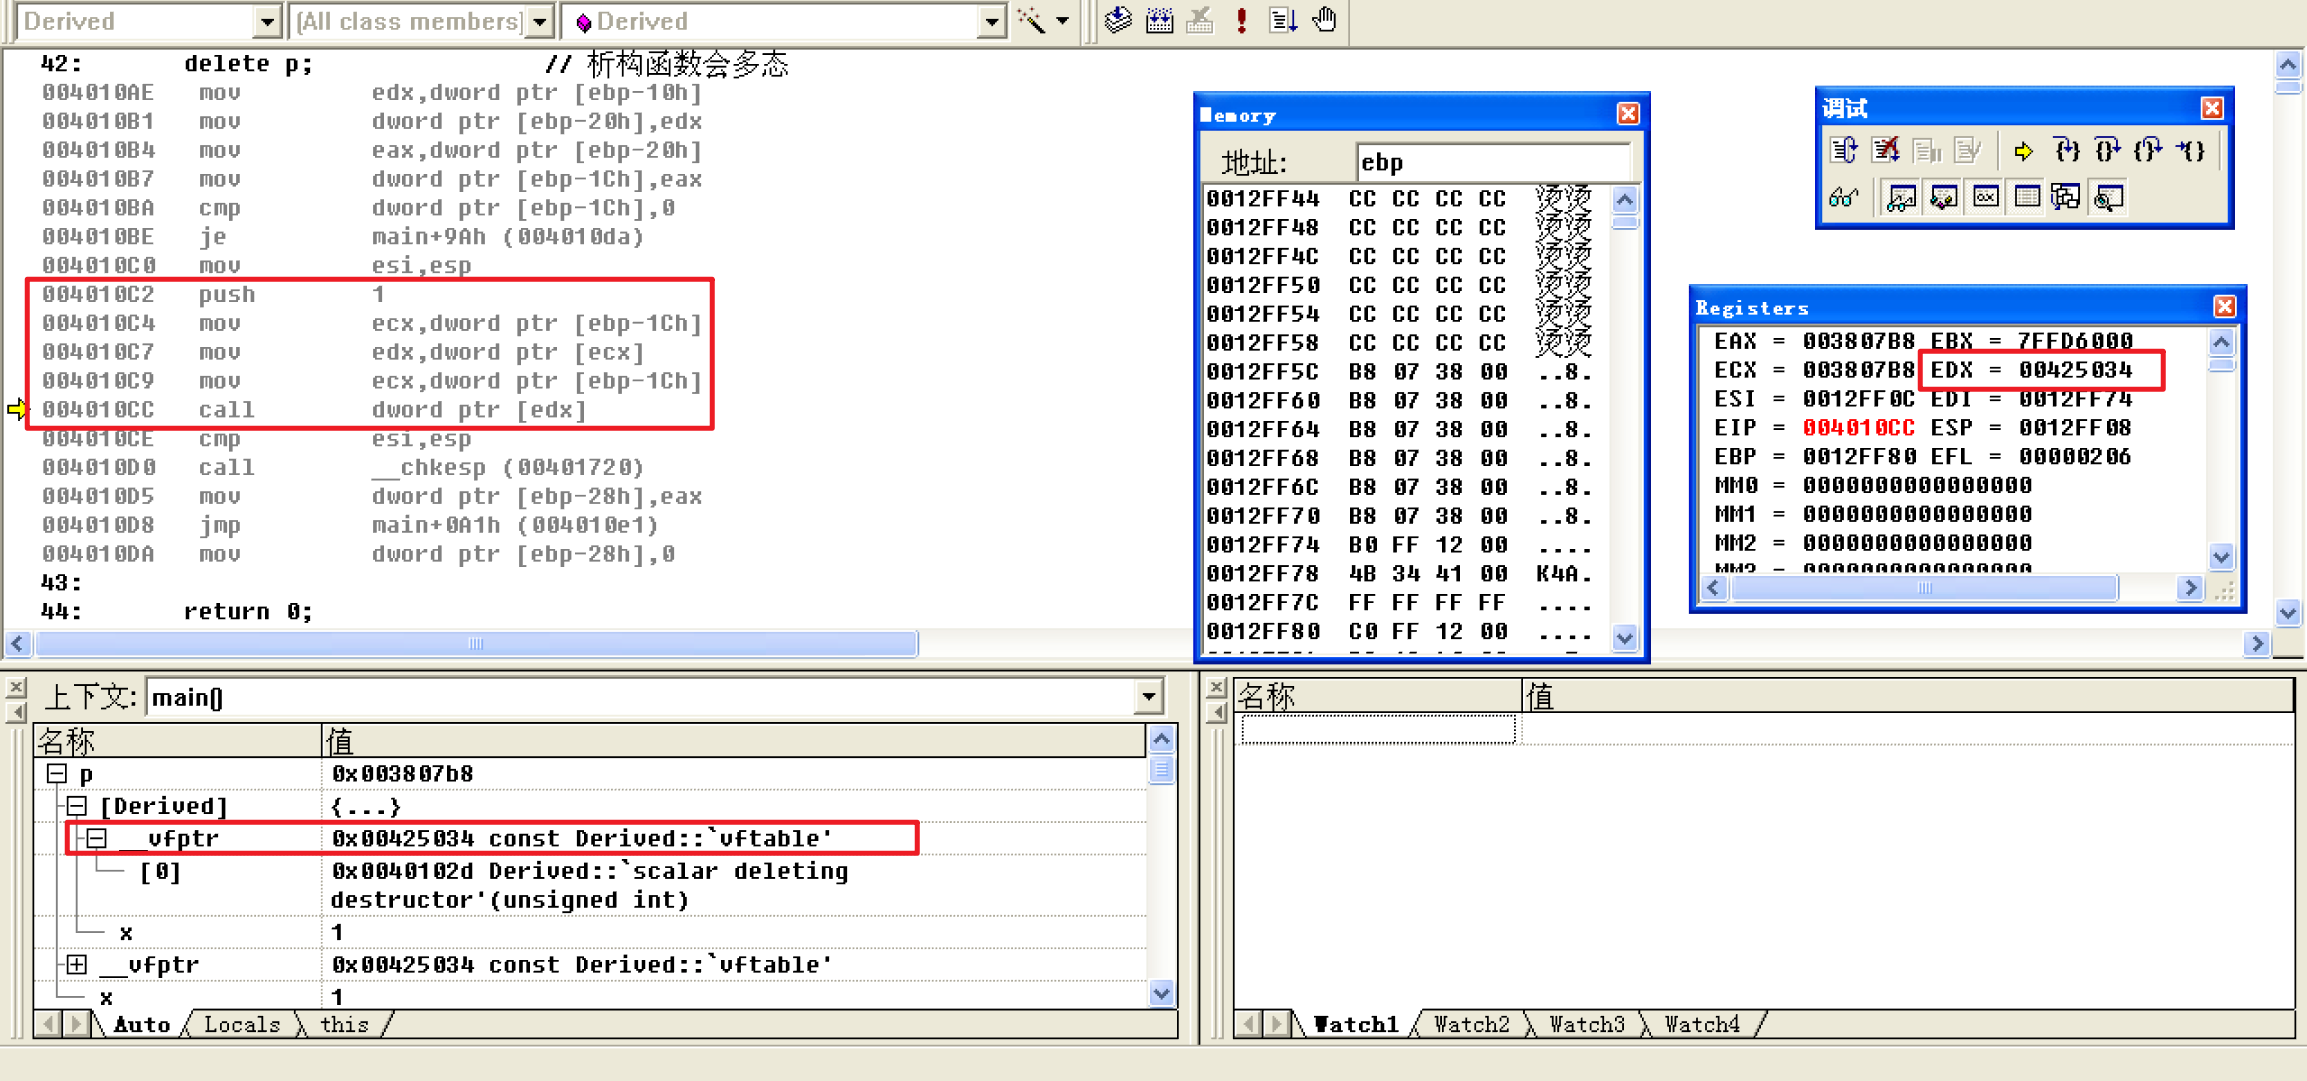 Derived
(All class members)
Derived
42: delete p; // 析构函数会多态
004010AE mov edx,dword ptr [ebp-10h]
004010B1 mov dword ptr [ebp-20h],edx
004010B4 mov eax,dword ptr [ebp-20h]
004010B7 mov dword ptr [ebp-1Ch],eax
004010BA cmp dword ptr [ebp-1Ch],0
004010BE je main+9Ah (004010da)
004010C0 mov esi,esp
004010C2 push 1
004010C4 mov ecx,dword ptr [ebp-1Ch]
004010C7 mov edx,dword ptr [ecx]
004010C9 mov ecx,dword ptr [ebp-1Ch]
004010CC call dword ptr [edx]
004010CE cmp esi,esp
004010D0 call __chkesp (00401720)
004010D5 mov dword ptr [ebp-28h],eax
004010D8 jmp main+0A1h (004010e1)
004010DA mov dword ptr [ebp-28h],0
43:
44: return 0;
Memory
地址: ebp
0012FF44 CC CC CC CC 烫烫
0012FF48 CC CC CC CC 烫烫
0012FF4C CC CC CC CC 烫烫
0012FF50 CC CC CC CC 烫烫
0012FF54 CC CC CC CC 烫烫
0012FF58 CC CC CC CC 烫烫
0012FF5C B8 07 38 00 ..8.
0012FF60 B8 07 38 00 ..8.
0012FF64 B8 07 38 00 ..8.
0012FF68 B8 07 38 00 ..8.
0012FF6C B8 07 38 00 ..8.
0012FF70 B8 07 38 00 ..8.
0012FF74 B0 FF 12 00 ....
0012FF78 4B 34 41 00 K4A.
0012FF7C FF FF FF FF ....
0012FF80 C0 FF 12 00 ....
调试
Registers
EAX = 003807B8 EBX = 7FFD6000
ECX = 003807B8 EDX = 00425034
ESI = 0012FF0C EDI = 0012FF74
EIP = 004010CC ESP = 0012FF08
EBP = 0012FF80 EFL = 00000206
MM0 = 0000000000000000
MM1 = 0000000000000000
MM2 = 0000000000000000
MM3 = 0000000000000000
上下文: main()
名称 值
p 0x003807b8
[Derived] {...}
__vfptr 0x00425034 const Derived::`vftable'
[0] 0x0040102d Derived::`scalar deleting
destructor'(unsigned int)
x 1
__vfptr 0x00425034 const Derived::`vftable'
x 1
Auto Locals this
名称 值
Watch1 Watch2 Watch3 Watch4